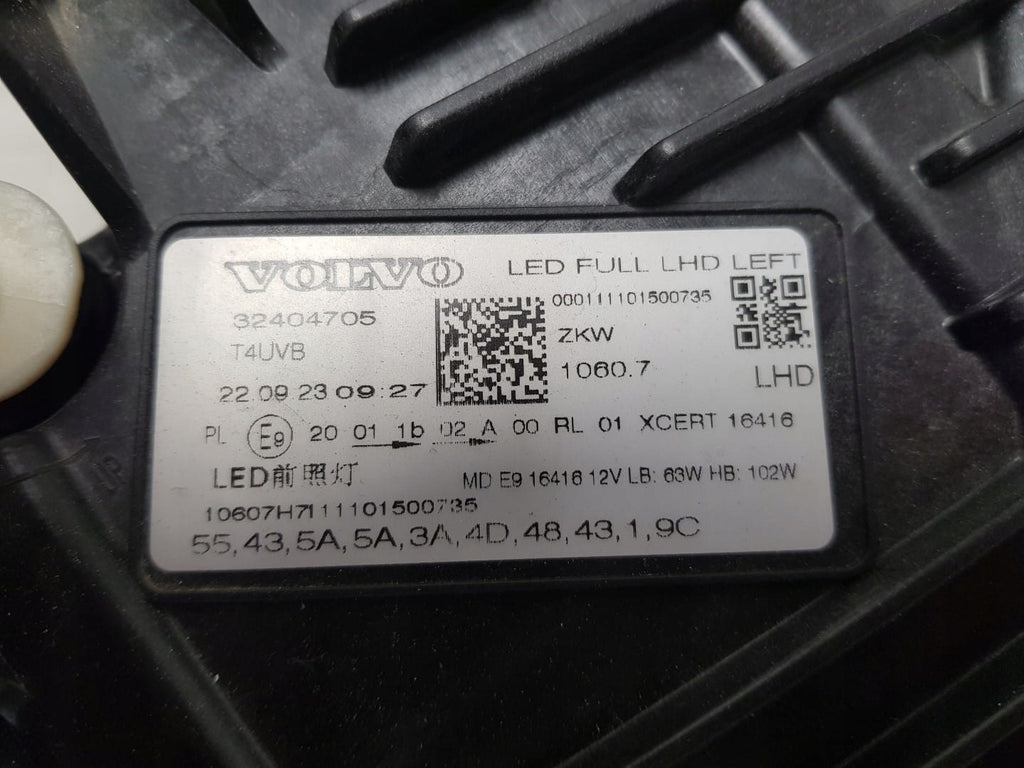 VOLVO LED FULL LHD LEFT
32404705 000111101500735
T4UVB ZKW
22.09.23 09:27 1060.7 LHD
PL E9 20 01 1b 02 A 00 RL 01 XCERT 16416
LED前照灯 MD E9 16416 12V LB: 63W HB: 102W
10607H7111101500735
55,43,5A,5A,3A,4D,48,43,1,9C